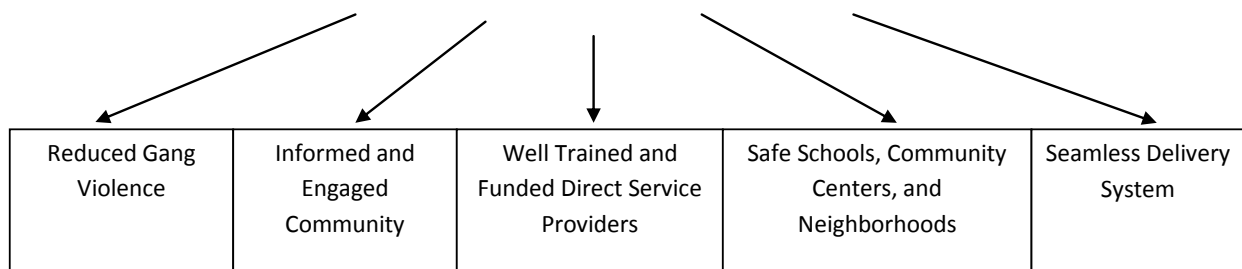 Reduced Gang
Violence
Informed and
Engaged
Community
Well Trained and
Funded Direct Service
Providers
Safe Schools, Community
Centers, and
Neighborhoods
Seamless Delivery
System